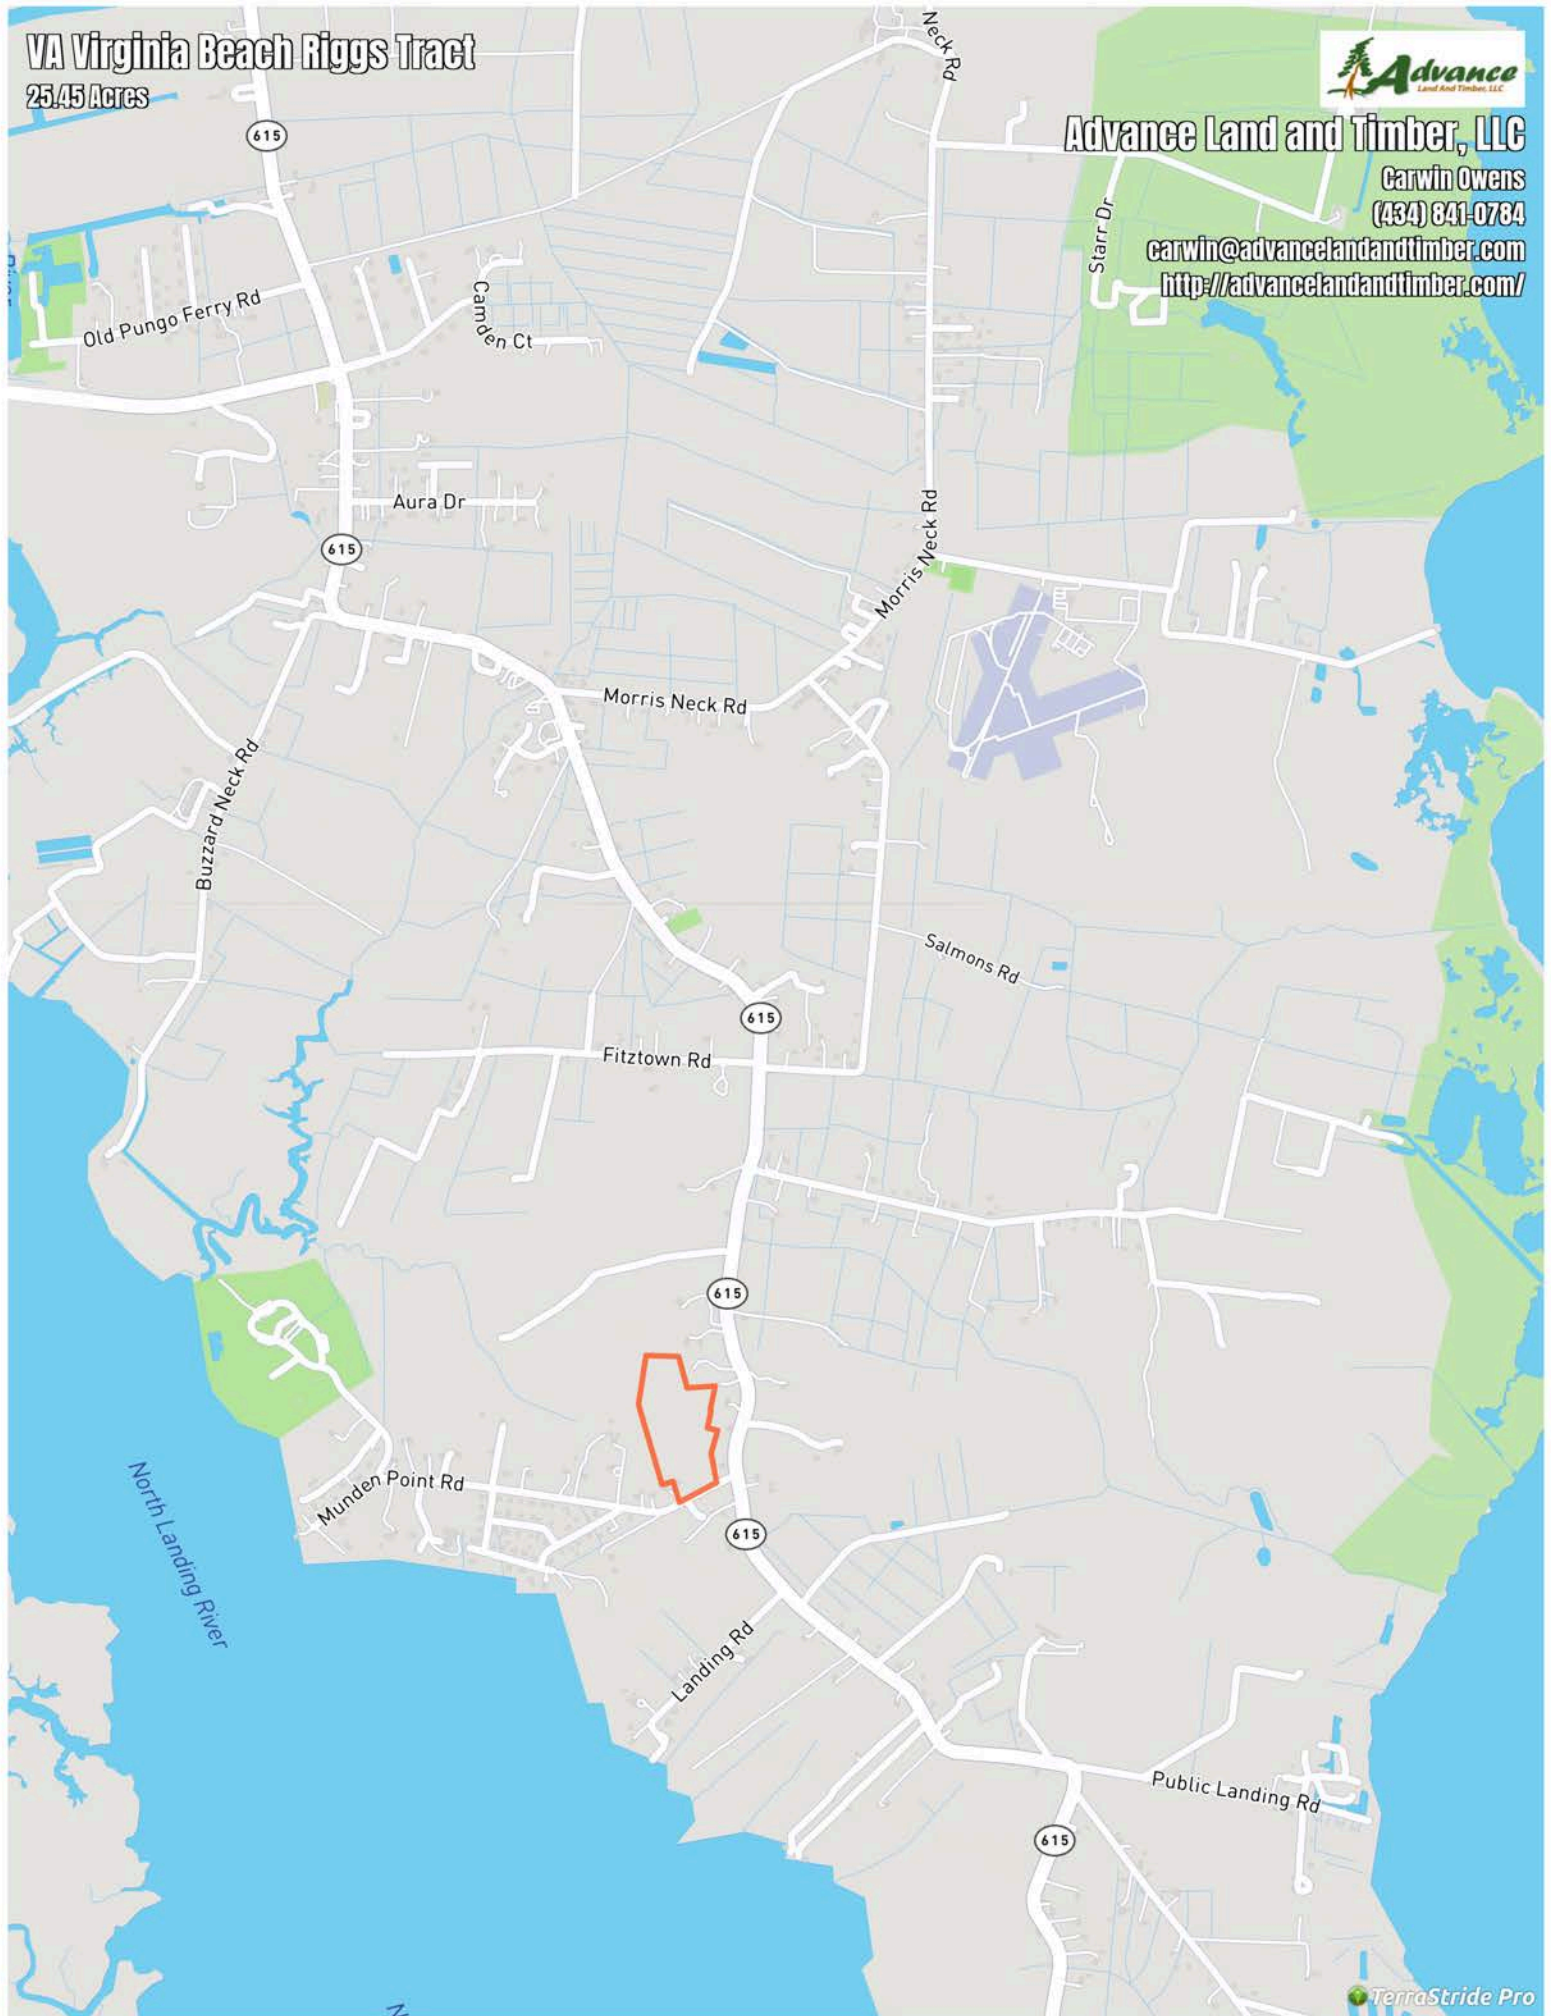 VA Virginia Beach Riggs Tract
25.45 Acres
Advance
Land And Timber, LLC
Advance Land and Timber, LLC
Carwin Owens
(434) 841-0784
carwin@advancelandandtimber.com
http://advancelandandtimber.com/
Neck Rd
615
Starr Dr
River
Old Pungo Ferry Rd
Camden Ct
Aura Dr
615
Morris Neck Rd
Morris Neck Rd
Buzzard Neck Rd
Salmons Rd
615
Fitztown Rd
615
Munden Point Rd
North Landing River
615
Landing Rd
Public Landing Rd
615
N
TerraStride Pro